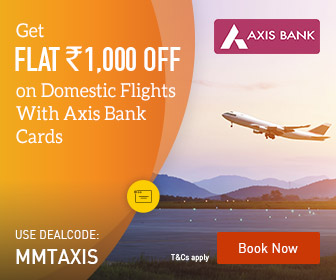 Get
FLAT ₹1,000 OFF
on Domestic Flights
With Axis Bank
Cards
AXIS BANK
USE DEALCODE:
MMTAXIS
T&Cs apply
Book Now